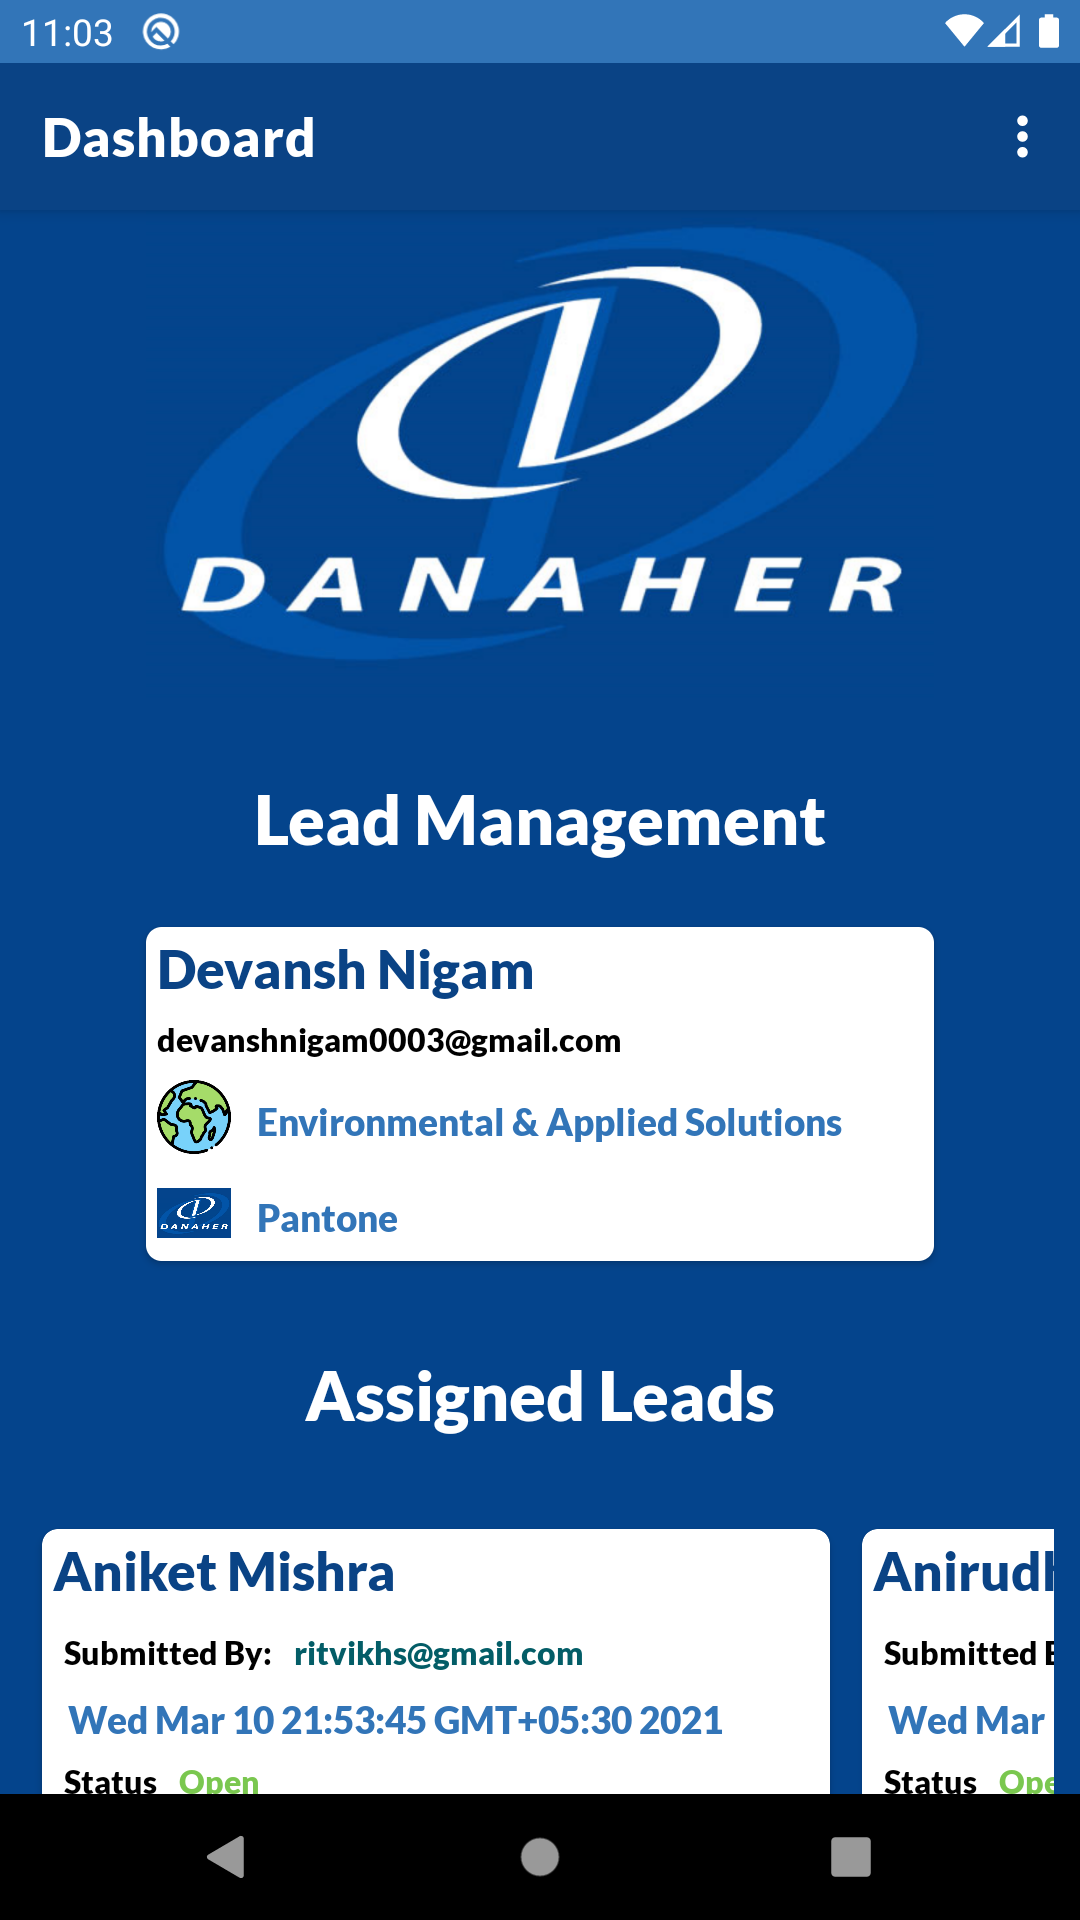 11:03
Dashboard
DANAHER
Lead Management
Devansh Nigam
devanshnigam0003@gmail.com
Environmental & Applied Solutions
DANAHER
Pantone
Assigned Leads
Aniket Mishra
Submitted By: ritvikhs@gmail.com
Wed Mar 10 21:53:45 GMT+05:30 2021
Status Open
Anirudh
Submitted B
Wed Mar
Status Ope